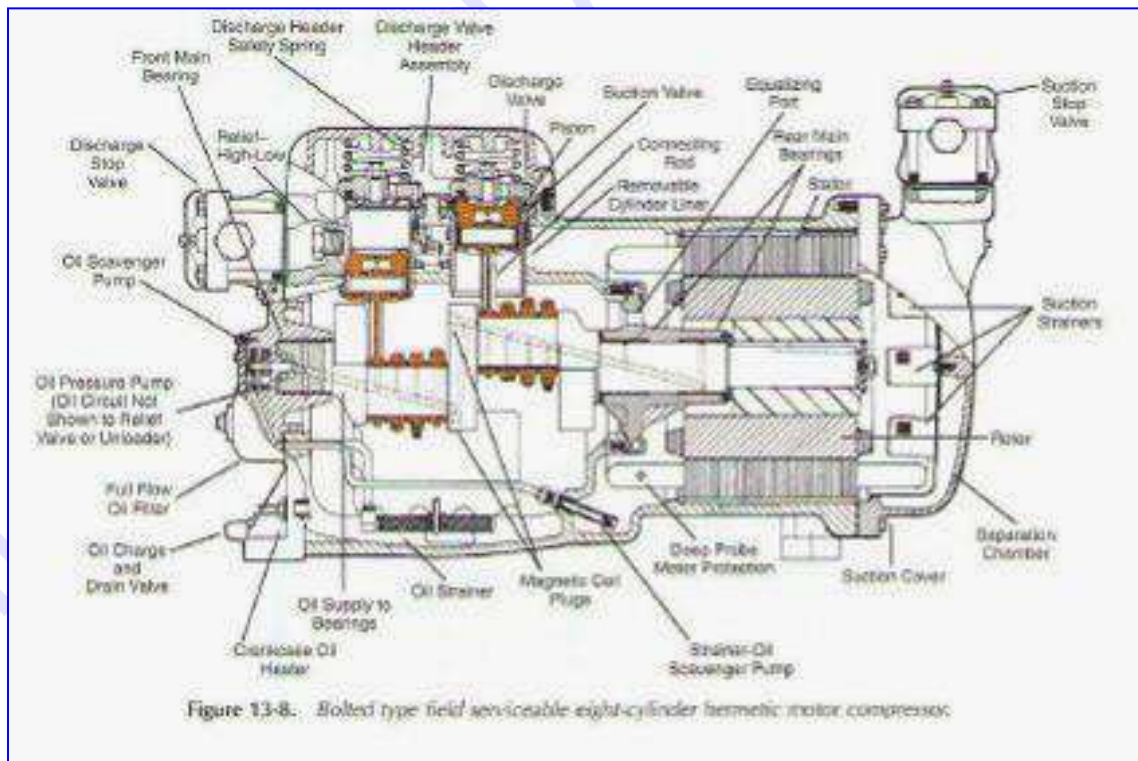 Discharge Header
Safety Spring
Discharge Valve
Header
Assembly
Front Main
Bearing
Discharge
Valve
Suction Valve
Equalizing
Port
Suction
Stop
Valve
Relief–
High-Low
Piston
Connecting
Rod
Rear Main
Bearings
Discharge
Stop
Valve
Removable
Cylinder Liner
Stator
Oil Scavenger
Pump
Suction
Strainers
Oil Pressure Pump
(Oil Circuit Not
Shown to Relief
Valve or Unloader)
Rotor
Full Flow
Oil Filter
Oil Charge
and
Drain Valve
Oil Strainer
Magnetic
Plugs
Deep Probe
Motor Protection
Suction Cover
Separation
Chamber
Oil Supply to
Bearings
Crankcase Oil
Heater
Strainer-Oil
Scavenger Pump
Figure 13-8. Bolted type field serviceable eight-cylinder hermetic motor compressor.